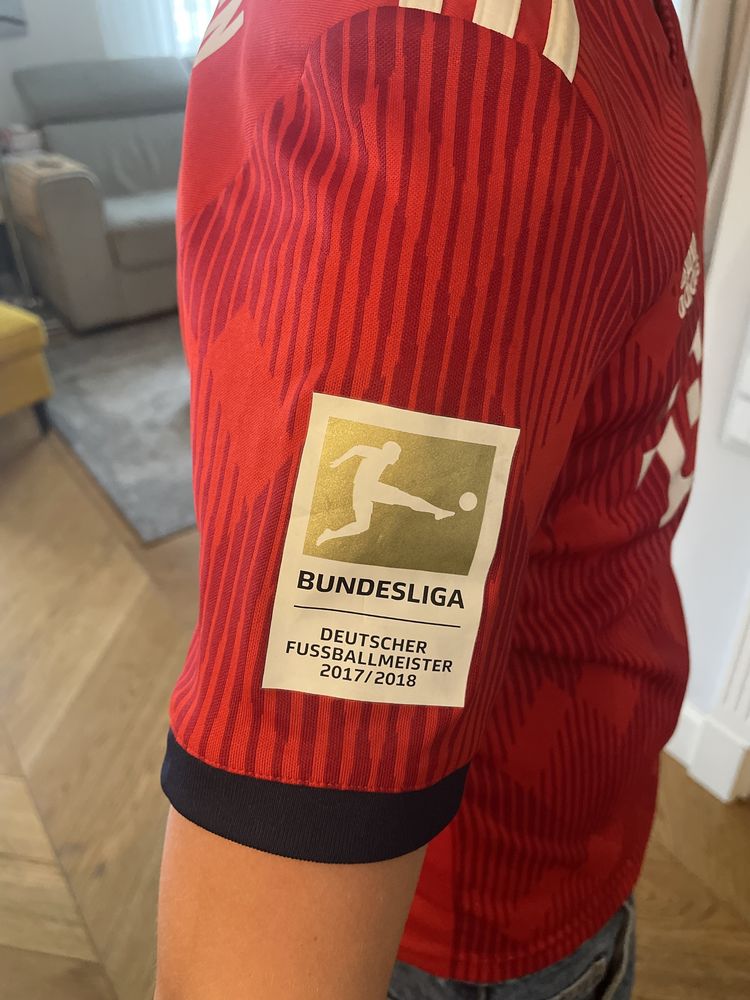 BUNDESLIGA
DEUTSCHER
FUSSBALLMEISTER
2017/2018